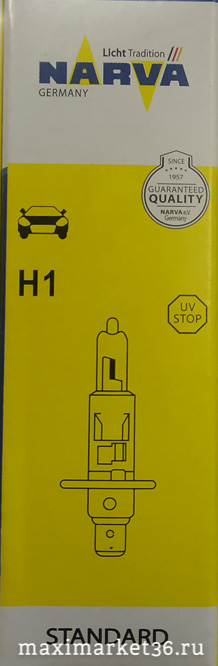 Licht Tradition
NARVA
GERMANY
SINCE
1957
GUARANTEED
QUALITY
NARVA e.V.
Germany
H1
UV
STOP
STANDARD
maximarket36.ru